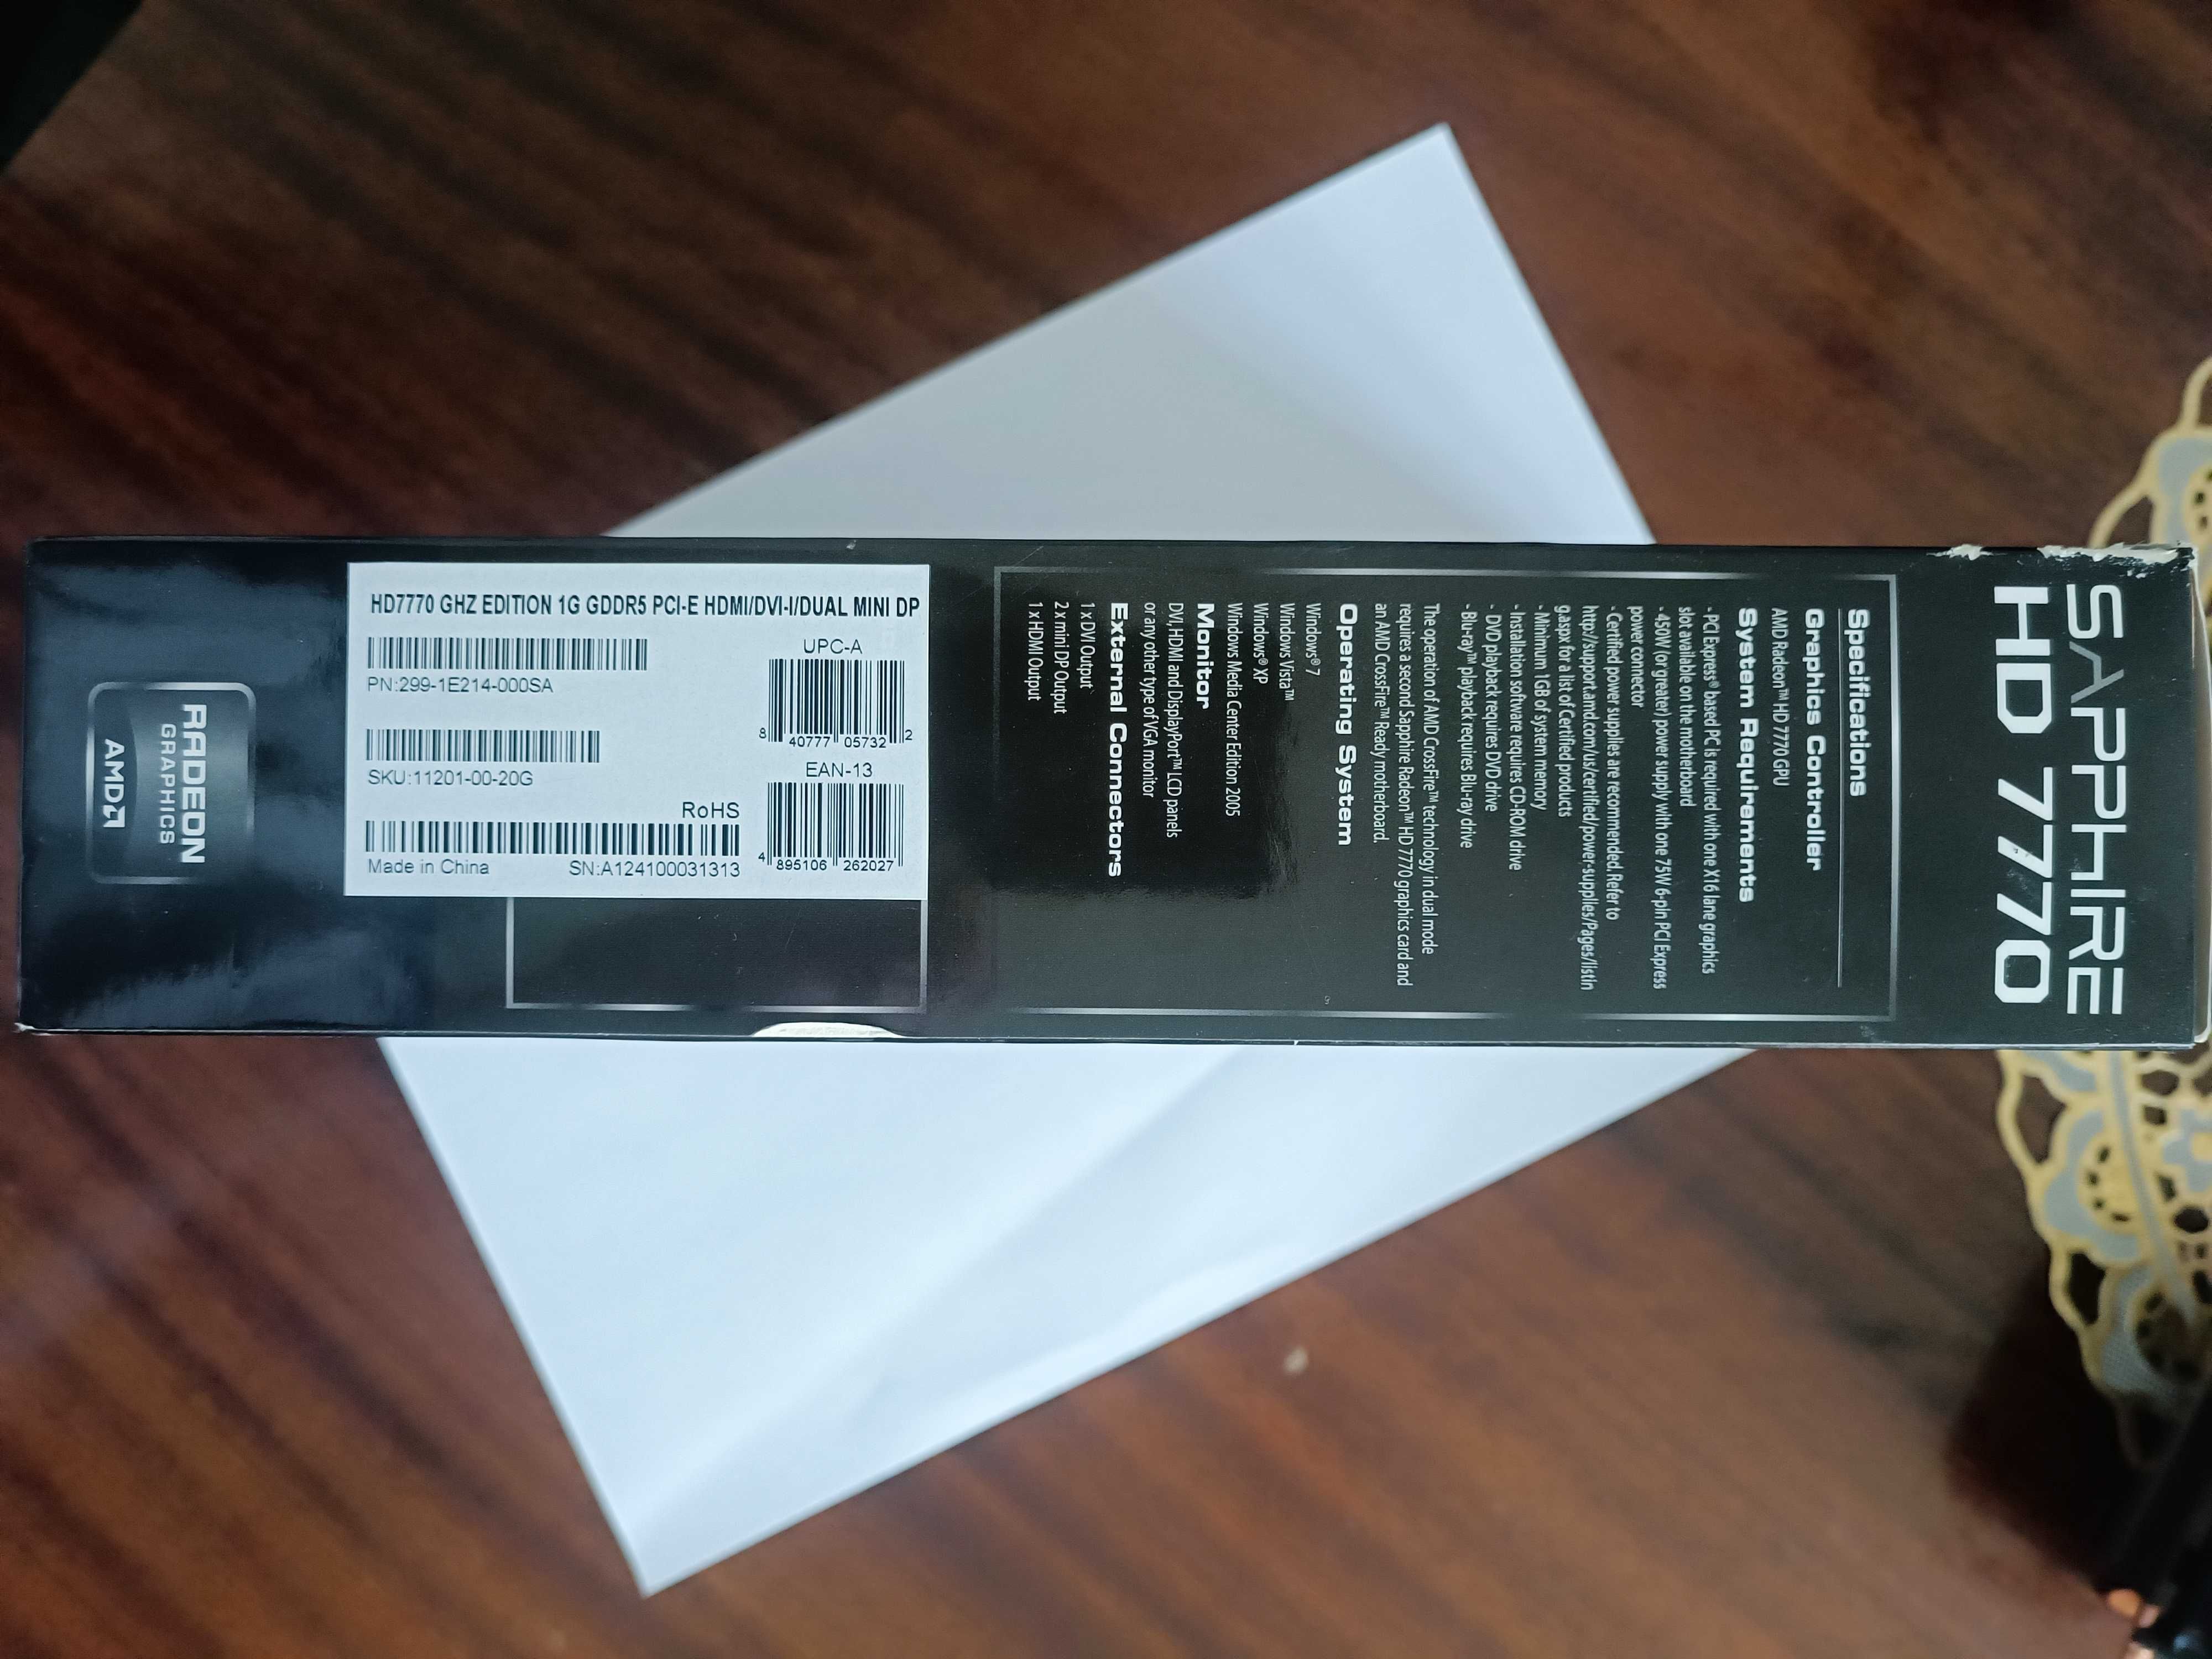 SAPPHIRE
HD 7770
Specifications
Graphics Controller
AMD Radeon™ HD 7770 GPU
System Requirements
- PCI Express® based PC is required with one X16 lane graphics
slot available on the motherboard
- 450W (or greater) power supply with one 75W 6-pin PCI Express
power connector
- Certified power supplies are recommended.Refer to
http://support.amd.com/us/certified/power-supplies/Pages/listin
g.aspx for a list of Certified products
- Minimum 1GB of system memory
- Installation software requires CD-ROM drive
- DVD playback requires DVD drive
- Blu-ray™ playback requires Blu-ray drive
The operation of AMD CrossFire™ technology in dual mode
requires a second Sapphire Radeon™ HD 7770 graphics card and
an AMD CrossFire™ Ready motherboard.
Operating System
Windows® 7
Windows Vista™
Windows® XP
Windows Media Center Edition 2005
Monitor
DVI, HDMI and DisplayPort™ LCD panels
or any other type of VGA monitor
External Connectors
1 x DVI Output
2 x mini DP Output
1 x HDMI Output
HD7770 GHZ EDITION 1G GDDR5 PCI-E HDMI/DVI-I/DUAL MINI DP
PN:299-1E214-000SA
SKU:11201-00-20G
RoHS
Made in China SN:A124100031313
UPC-A
8 40777 05732 2
EAN-13
4 895106 262027
RADEON
GRAPHICS
AMD